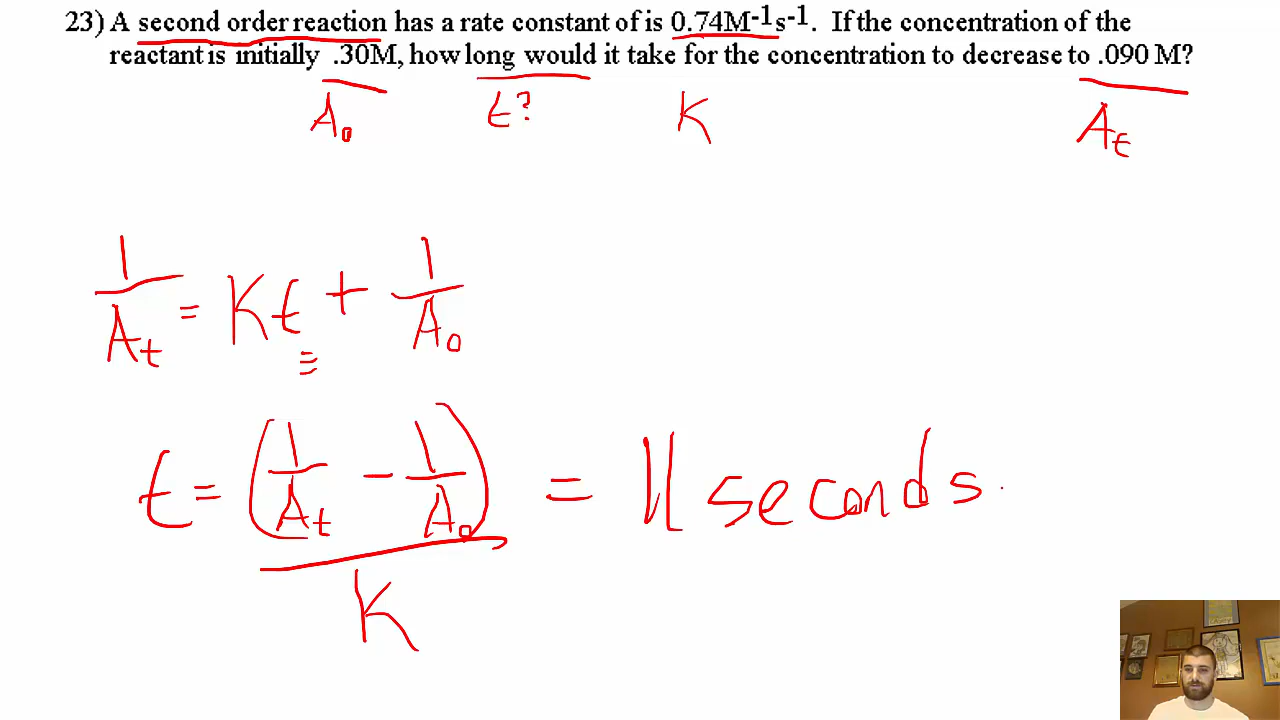 23) A second order reaction has a rate constant of is 0.74M-1s-1. If the concentration of the
reactant is initially .30M, how long would it take for the concentration to decrease to .090 M?
A₀ t? K Aₜ
1/Aₜ = Kt + 1/A₀
t = (1/Aₜ - 1/A₀)/K = 11 seconds.